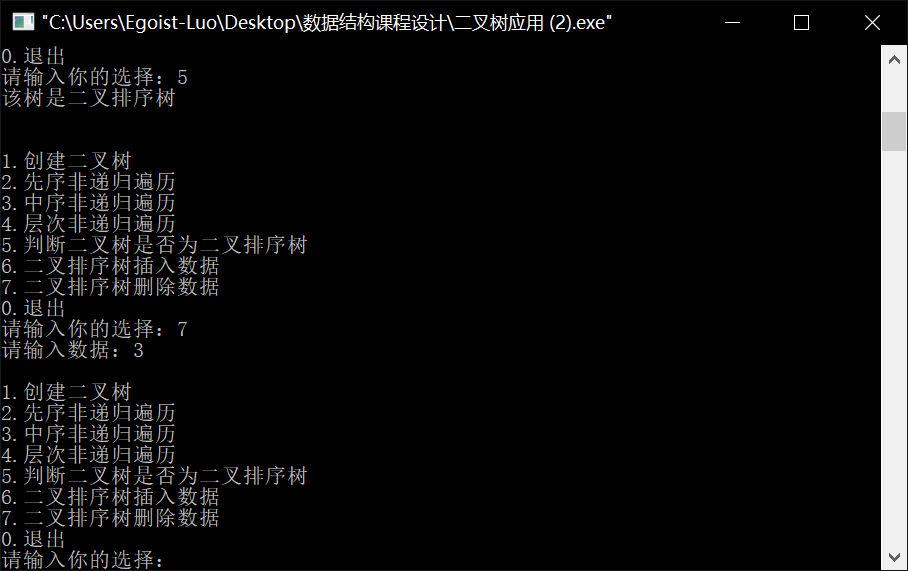 "C:\Users\Egoist-Luo\Desktop\数据结构课程设计\二叉树应用 (2).exe"
0.退出
请输入你的选择：5
该树是二叉排序树
1.创建二叉树
2.先序非递归遍历
3.中序非递归遍历
4.层次非递归遍历
5.判断二叉树是否为二叉排序树
6.二叉排序树插入数据
7.二叉排序树删除数据
0.退出
请输入你的选择：7
请输入数据：3
1.创建二叉树
2.先序非递归遍历
3.中序非递归遍历
4.层次非递归遍历
5.判断二叉树是否为二叉排序树
6.二叉排序树插入数据
7.二叉排序树删除数据
0.退出
请输入你的选择：